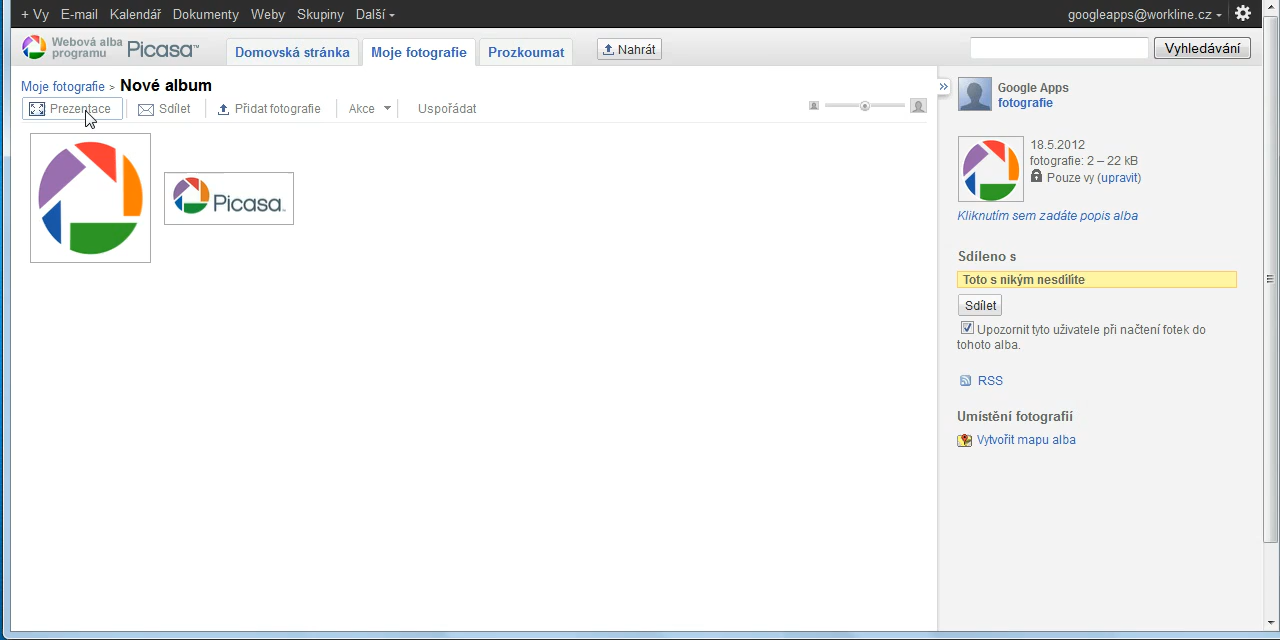 + Vy E-mail Kalendář Dokumenty Weby Skupiny Další
googleapps@workline.cz
Webová alba
programu
Picasa™
Domovská stránka
Moje fotografie
Prozkoumat
Nahrát
Vyhledávání
Moje fotografie > Nové album
Prezentace
Sdílet
Přidat fotografie
Akce
Uspořádat
Picasa™
Google Apps
fotografie
18.5.2012
fotografie: 2 – 22 kB
Pouze vy (upravit)
Kliknutím sem zadáte popis alba
Sdíleno s
Toto s nikým nesdílíte
Sdílet
Upozornit tyto uživatele při načtení fotek do
tohoto alba.
RSS
Umístění fotografií
Vytvořit mapu alba